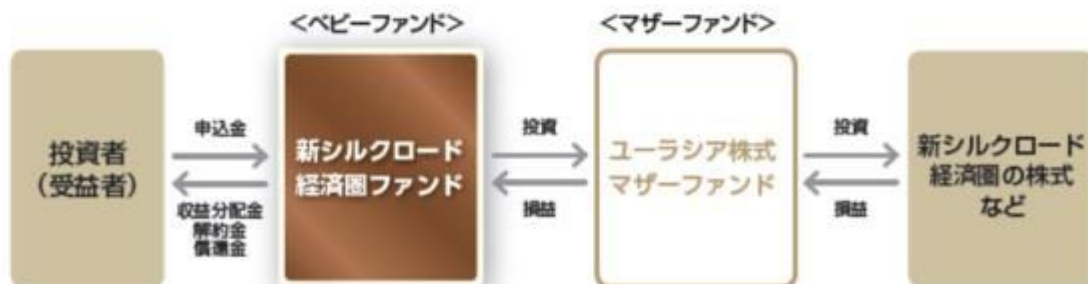 <ベビーファンド>
<マザーファンド>
投資者
(受益者)
申込金
収益分配金
解約金
償還金
新シルクロード
経済圏ファンド
投資
損益
ユーラシア株式
マザーファンド
投資
損益
新シルクロード
経済圏の株式
など